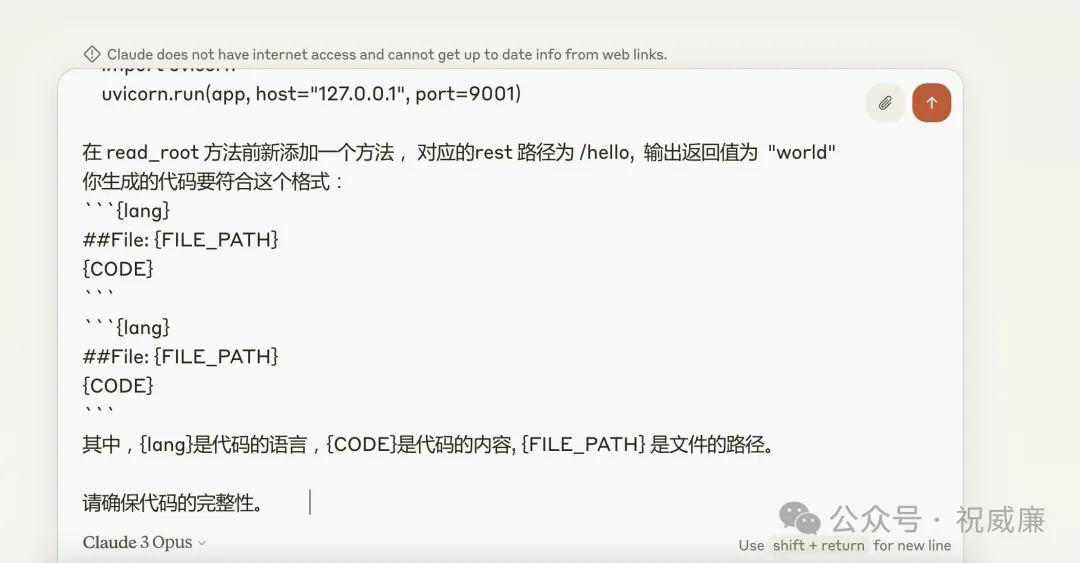 Claude does not have internet access and cannot get up to date info from web links.
import uvicorn
uvicorn.run(app, host="127.0.0.1", port=9001)
在 read_root 方法前新添加一个方法， 对应的rest 路径为 /hello, 输出返回值为 "world"
你生成的代码要符合这个格式：
```{lang}
##File: {FILE_PATH}
{CODE}
```
```{lang}
##File: {FILE_PATH}
{CODE}
```
其中，{lang}是代码的语言，{CODE}是代码的内容, {FILE_PATH} 是文件的路径。
请确保代码的完整性。
公众号 · 祝威廉
Claude 3 Opus
Use shift + return for new line